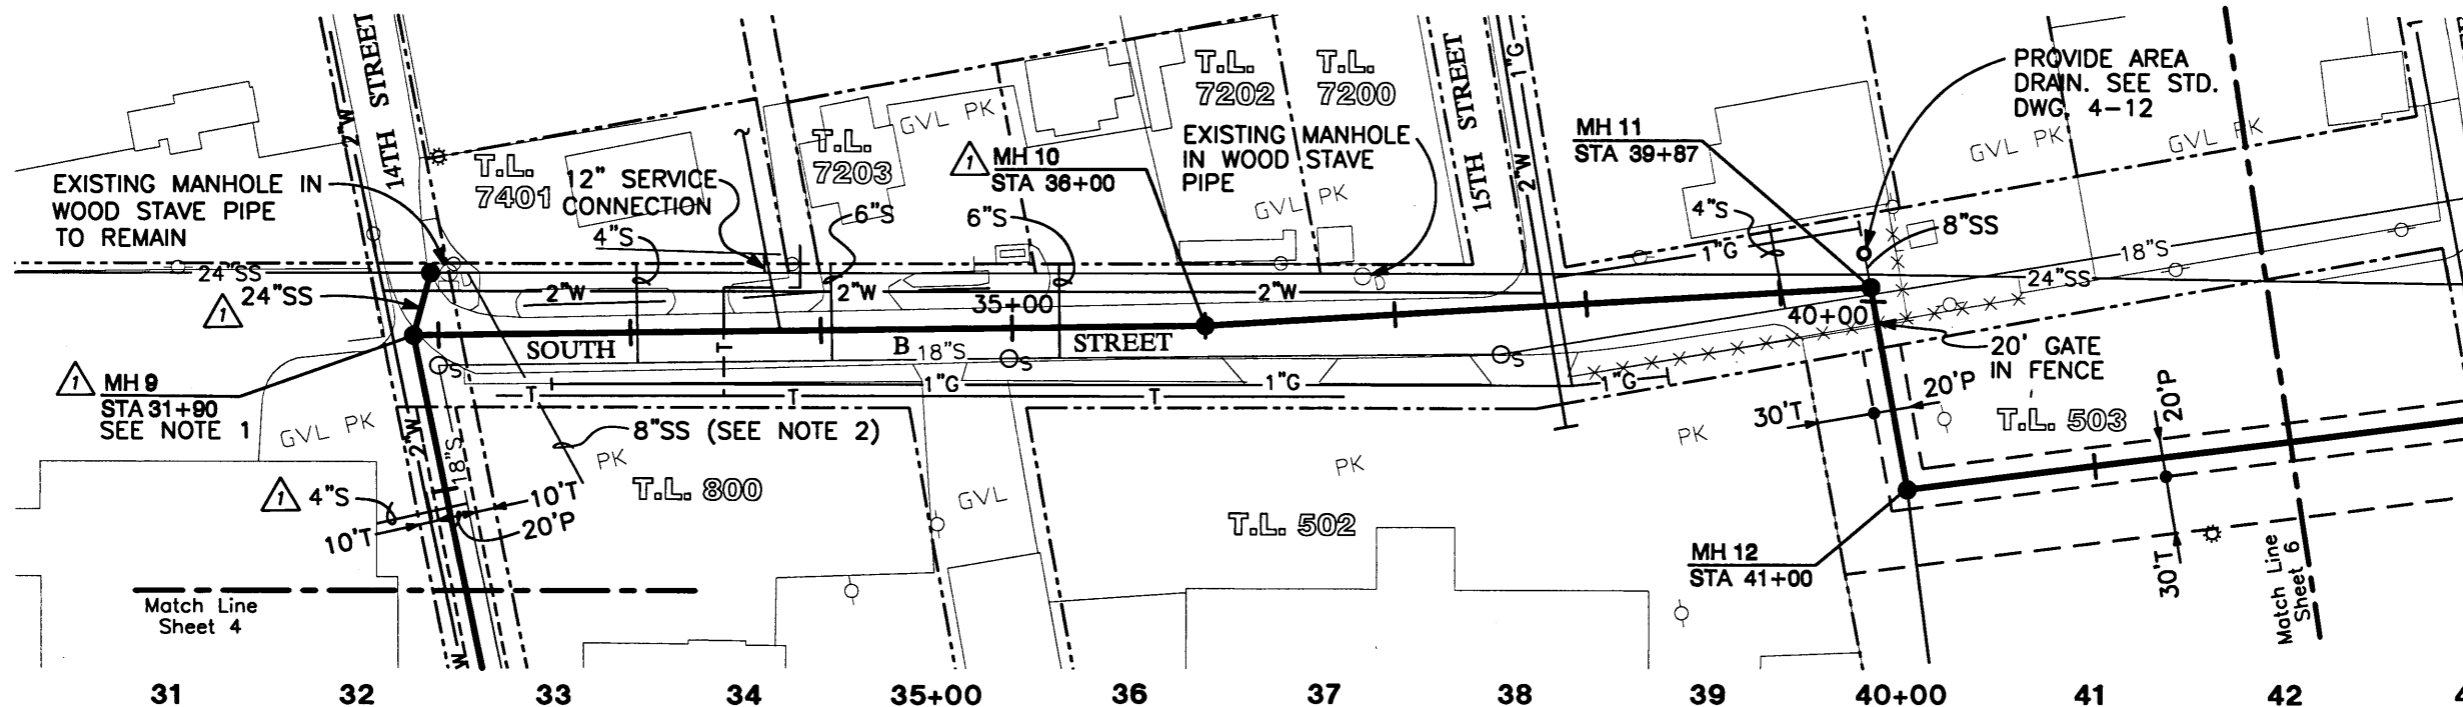 14TH STREET
2"W
T.L.
7202
T.L.
7200
15TH STREET
1"G
2"W
PROVIDE AREA
DRAIN. SEE STD.
DWG. 4-12
GVL PK
T.L.
7203
T.L.
7401
EXISTING MANHOLE IN
WOOD STAVE PIPE
TO REMAIN
12" SERVICE
CONNECTION
1
MH 10
STA 36+00
EXISTING MANHOLE
IN WOOD STAVE
PIPE
MH 11
STA 39+87
GVL PK
GVL PK
GVL PK
4"S
6"S
6"S
4"S
8"SS
1"G
18"S
24"SS
24"SS
D
D
1
24"SS
2"W
2"W
2"W
35+00
40+00
SOUTH B STREET
18"S
S
S
S
T
1"G
1"G
1"G
T
T
T
20' GATE
IN FENCE
1
MH 9
STA 31+90
SEE NOTE 1
GVL PK
2"W
18"S
8"SS (SEE NOTE 2)
PK
T.L. 800
GVL
PK
T.L. 502
PK
30'T
20'P
T.L. 503
20'P
30'T
1
4"S
10'T
10'T
20'P
MH 12
STA 41+00
Match Line
Sheet 4
W
Match Line
Sheet 6
31 32 33 34 35+00 36 37 38 39 40+00 41 42